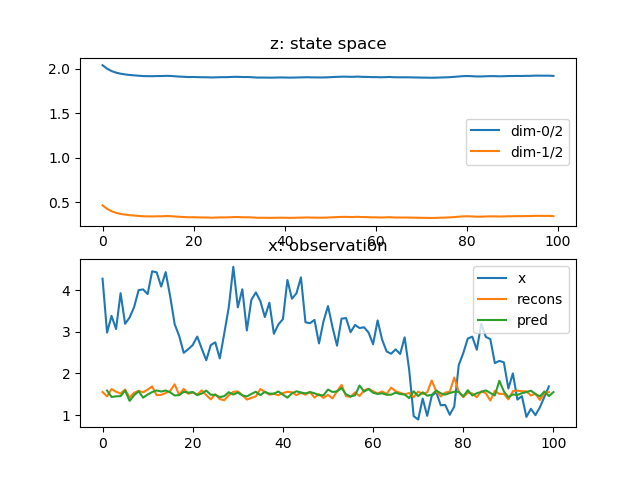 z: state space
2.0
1.5
1.0
0.5
dim-0/2
dim-1/2
0 20 40 60 80 100
x: observation
4
3
2
1
x
recons
pred
0 20 40 60 80 100